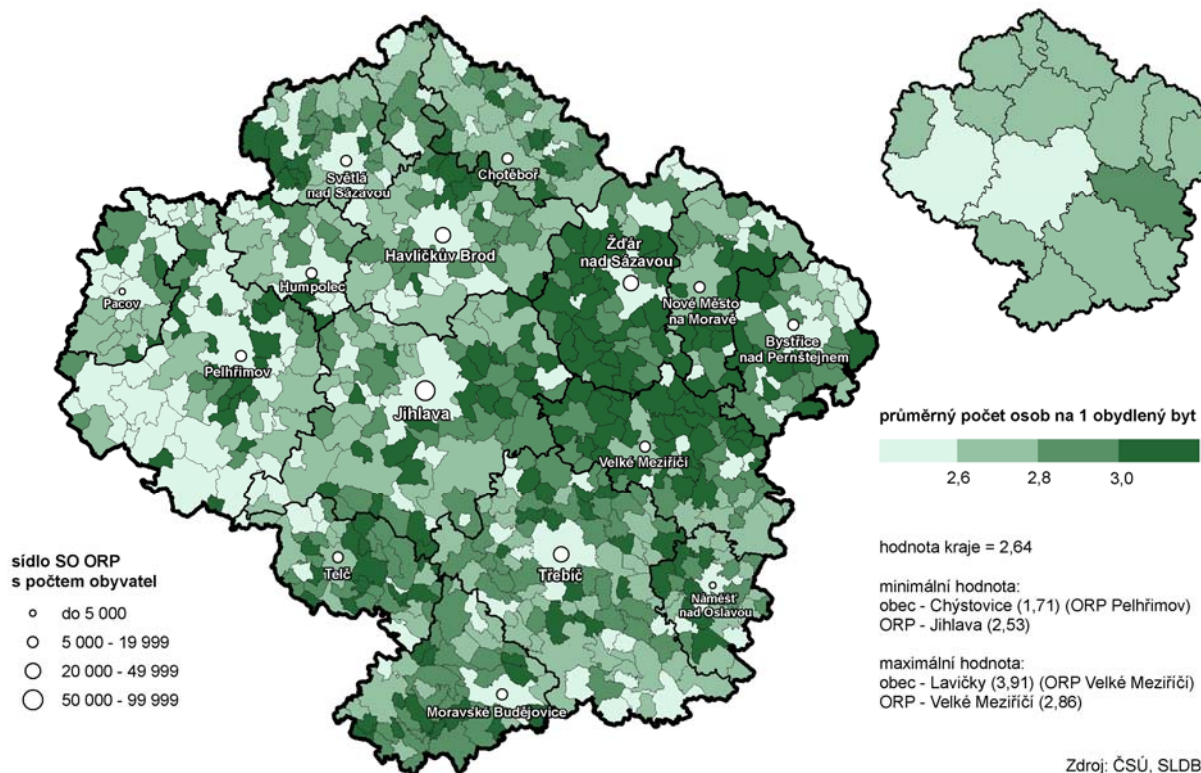 Světlá
nad Sázavou
Chotěboř
Havlíčkův Brod
Žďár
nad Sázavou
Humpolec
Pacov
Nové Město
na Moravě
Bystřice
nad Pernštejnem
Pelhřimov
Jihlava
Velké Meziříčí
Telč
Třebíč
Náměšť
nad Oslavou
Moravské Budějovice
sídlo SO ORP
s počtem obyvatel
do 5 000
5 000 - 19 999
20 000 - 49 999
50 000 - 99 999
průměrný počet osob na 1 obydlený byt
2,6 2,8 3,0
hodnota kraje = 2,64
minimální hodnota:
obec - Chýstovice (1,71) (ORP Pelhřimov)
ORP - Jihlava (2,53)
maximální hodnota:
obec - Lavičky (3,91) (ORP Velké Meziříčí)
ORP - Velké Meziříčí (2,86)
Zdroj: ČSÚ, SLDB